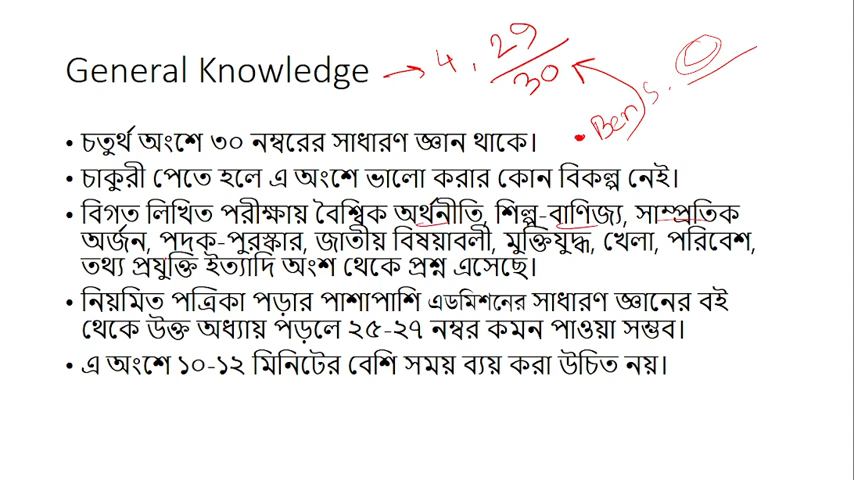 General Knowledge → 4, 29/30
Ben S.
• চতুর্থ অংশে ৩০ নম্বরের সাধারণ জ্ঞান থাকে।
• চাকুরী পেতে হলে এ অংশে ভালো করার কোন বিকল্প নেই।
• বিগত লিখিত পরীক্ষায় বৈশ্বিক অর্থনীতি, শিল্প-বাণিজ্য, সাম্প্রতিক
অর্জন, পদক-পুরস্কার, জাতীয় বিষয়াবলী, মুক্তিযুদ্ধ, খেলা, পরিবেশ,
তথ্য প্রযুক্তি ইত্যাদি অংশ থেকে প্রশ্ন এসেছে।
• নিয়মিত পত্রিকা পড়ার পাশাপাশি এডমিশনের সাধারণ জ্ঞানের বই
থেকে উক্ত অধ্যায় পড়লে ২৫-২৭ নম্বর কমন পাওয়া সম্ভব।
• এ অংশে ১০-১২ মিনিটের বেশি সময় ব্যয় করা উচিত নয়।